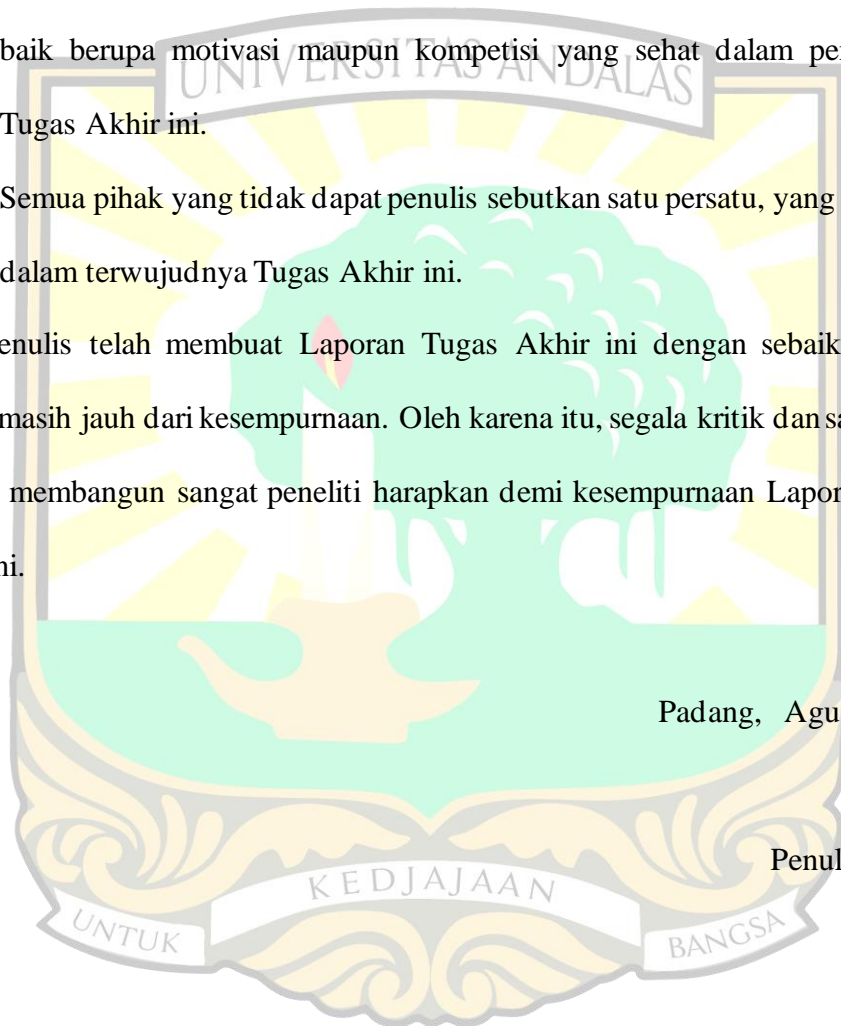 baik berupa motivasi maupun kompetisi yang sehat dalam
UNIVERSITAS ANDALAS
Tugas Akhir ini.
Semua pihak yang tidak dapat penulis sebutkan satu persatu, yang
dalam terwujudnya Tugas Akhir ini.
enulis telah membuat Laporan Tugas Akhir ini dengan sebaik
masih jauh dari kesempurnaan. Oleh karena itu, segala kritik dan sa
membangun sangat peneliti harapkan demi kesempurnaan Lapor
ni.
Padang, Agu
Penul
KEDJAJAAN
UNTUK
BANGSA